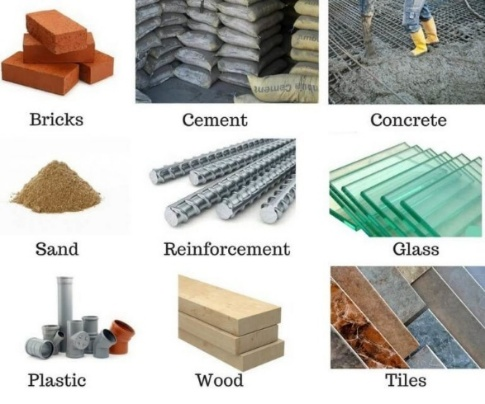 Bricks
Cement
Concrete
Sand
Reinforcement
Glass
Plastic
Wood
Tiles